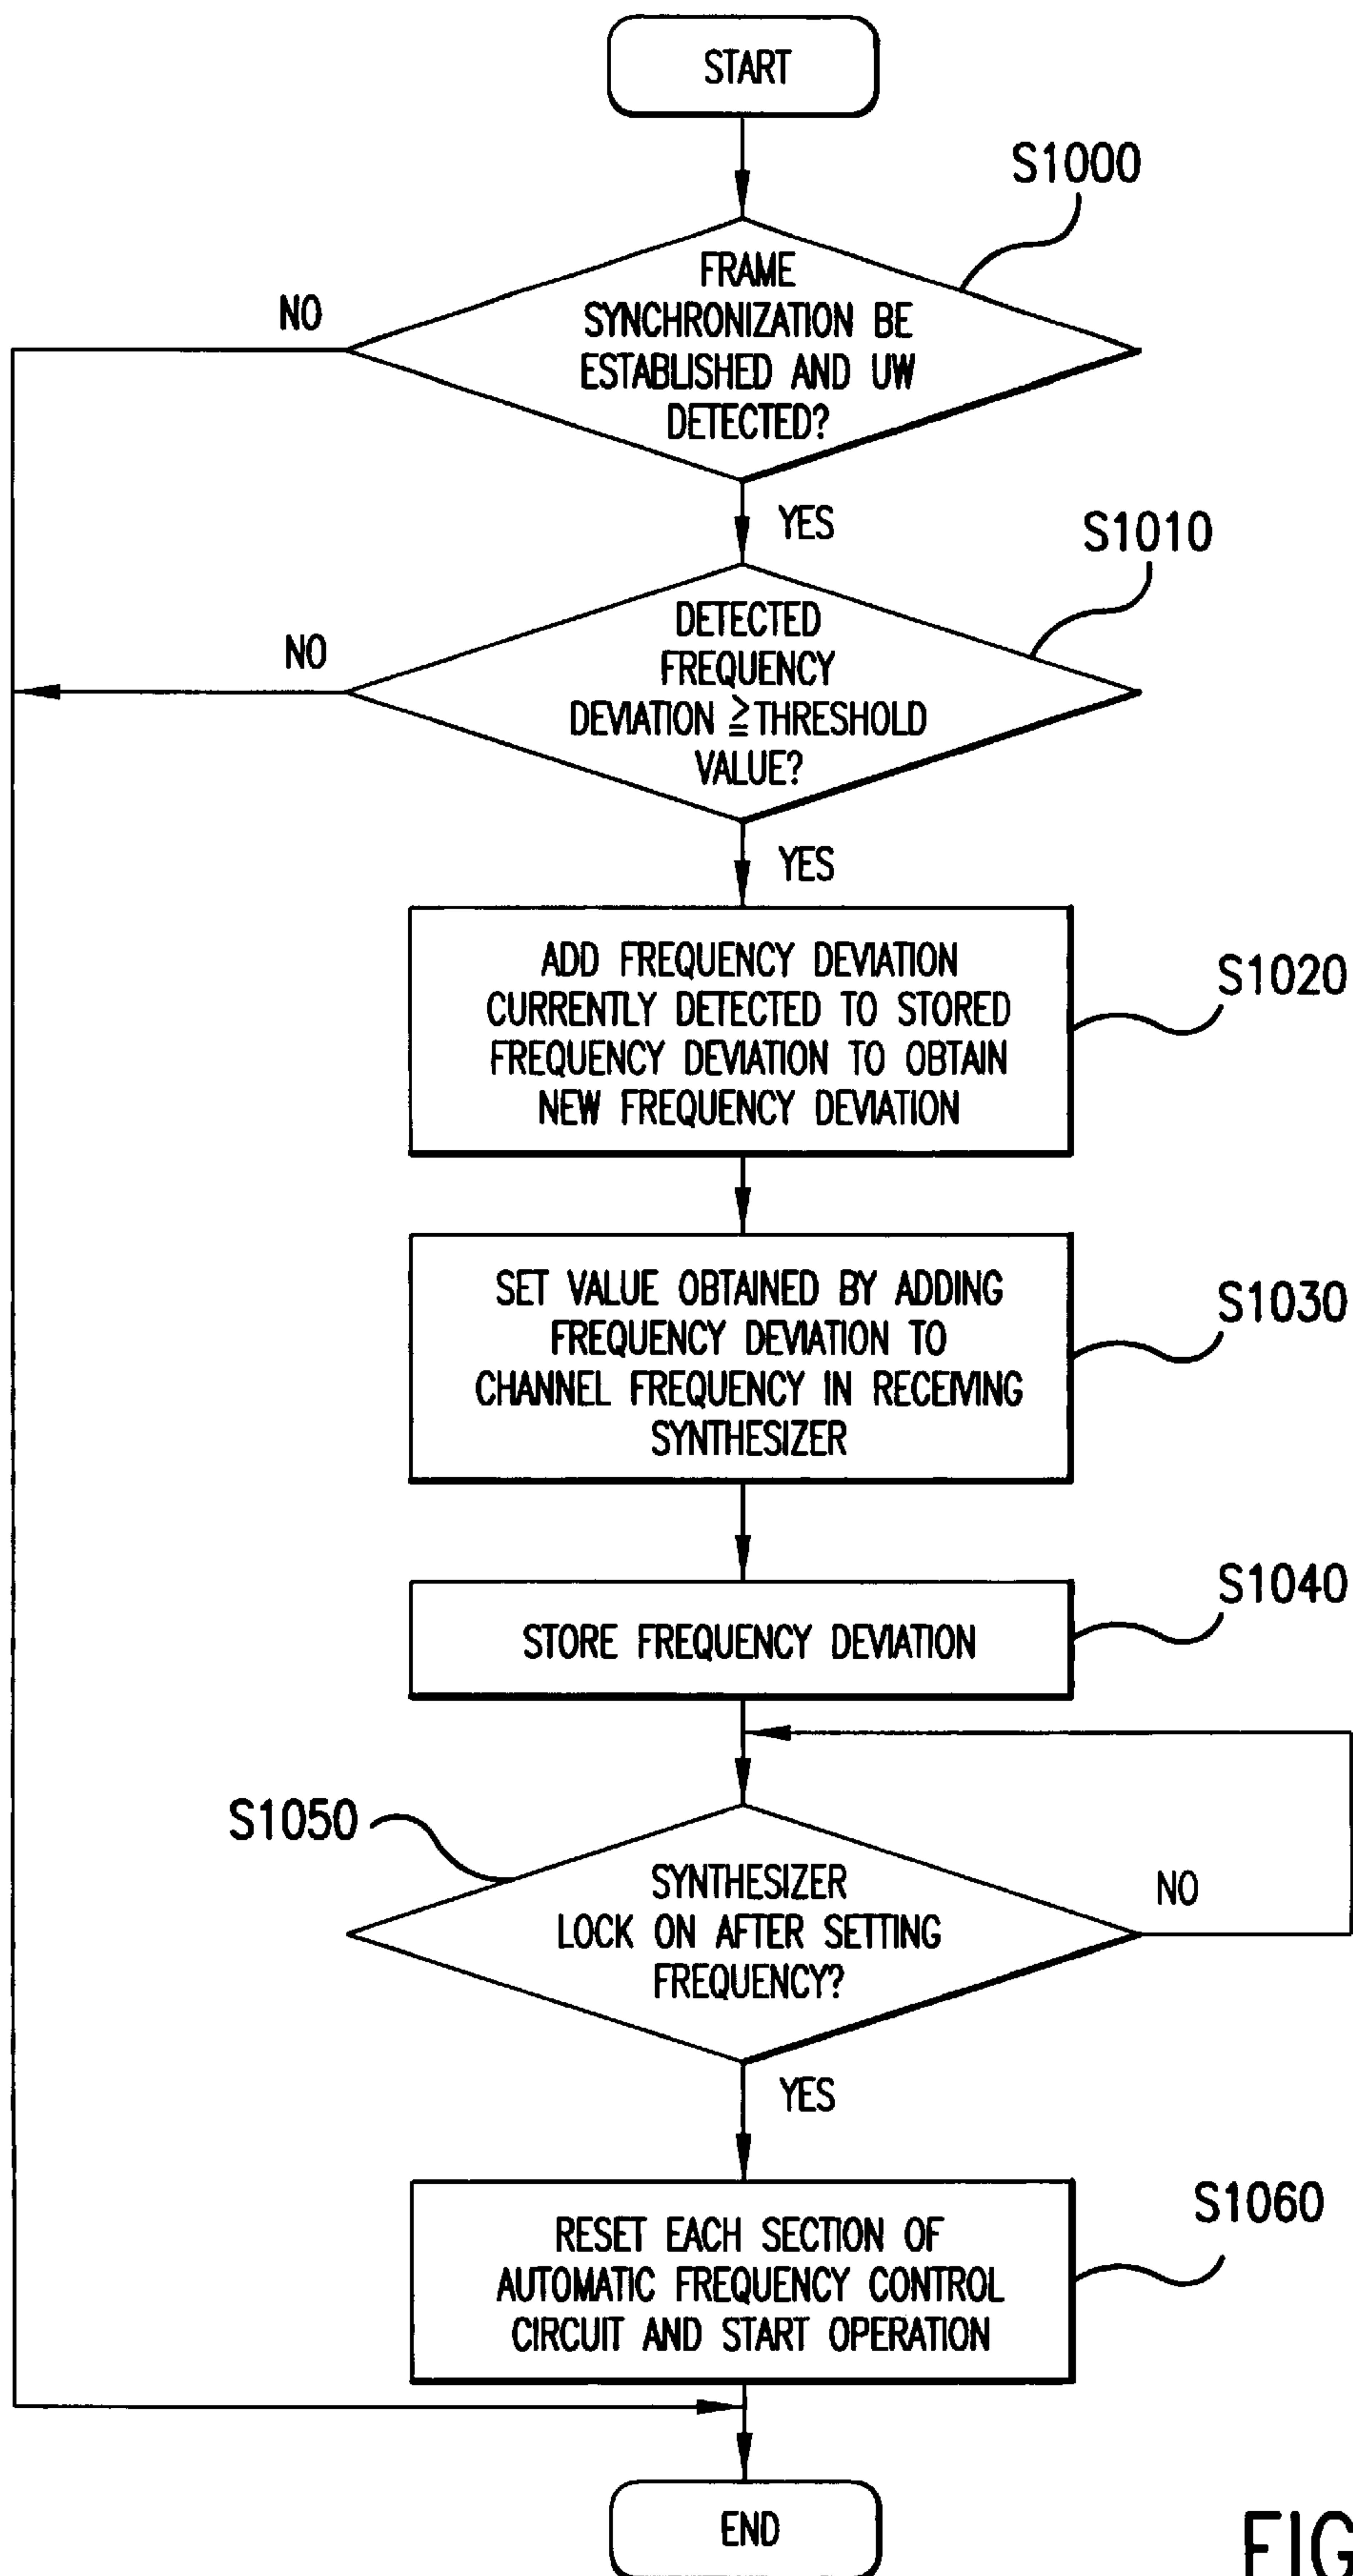 START
S1000
FRAME
SYNCHRONIZATION BE
ESTABLISHED AND UW
DETECTED?
NO
YES
S1010
DETECTED
FREQUENCY
DEVIATION ≧THRESHOLD
VALUE?
NO
YES
ADD FREQUENCY DEVIATION
CURRENTLY DETECTED TO STORED
FREQUENCY DEVIATION TO OBTAIN
NEW FREQUENCY DEVIATION
S1020
SET VALUE OBTAINED BY ADDING
FREQUENCY DEVIATION TO
CHANNEL FREQUENCY IN RECEIVING
SYNTHESIZER
S1030
STORE FREQUENCY DEVIATION
S1040
S1050
SYNTHESIZER
LOCK ON AFTER SETTING
FREQUENCY?
NO
YES
RESET EACH SECTION OF
AUTOMATIC FREQUENCY CONTROL
CIRCUIT AND START OPERATION
S1060
END
FIG